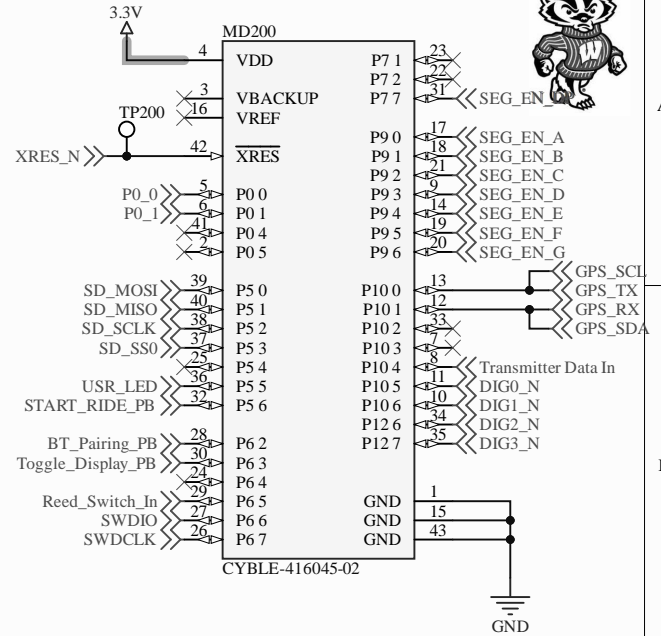 3.3V
MD200
4 VDD
3 VBACKUP
16 VREF
TP200
XRES_N 42 XRES
P0_0 5 P0 0
P0_1 6 P0 1
41 P0 4
2 P0 5
SD_MOSI 39 P5 0
SD_MISO 40 P5 1
SD_SCLK 38 P5 2
SD_SS0 37 P5 3
25 P5 4
USR_LED 36 P5 5
START_RIDE_PB 32 P5 6
BT_Pairing_PB 28 P6 2
Toggle_Display_PB 30 P6 3
24 P6 4
Reed_Switch_In 29 P6 5
SWDIO 27 P6 6
SWDCLK 26 P6 7
P7 1 23
P7 2 22
P7 7 31 SEG_EN_
P9 0 17 SEG_EN_A
P9 1 18 SEG_EN_B
P9 2 21 SEG_EN_C
P9 3 9 SEG_EN_D
P9 4 14 SEG_EN_E
P9 5 19 SEG_EN_F
P9 6 20 SEG_EN_G
GPS_SCL
P10 0 13 GPS_TX
P10 1 12 GPS_RX
P10 2 33 GPS_SDA
P10 3 7
P10 4 8 Transmitter Data In
P10 5 11 DIG0_N
P10 6 10 DIG1_N
P12 6 34 DIG2_N
P12 7 35 DIG3_N
GND 1
GND 15
GND 43
CYBLE-416045-02
GND
W